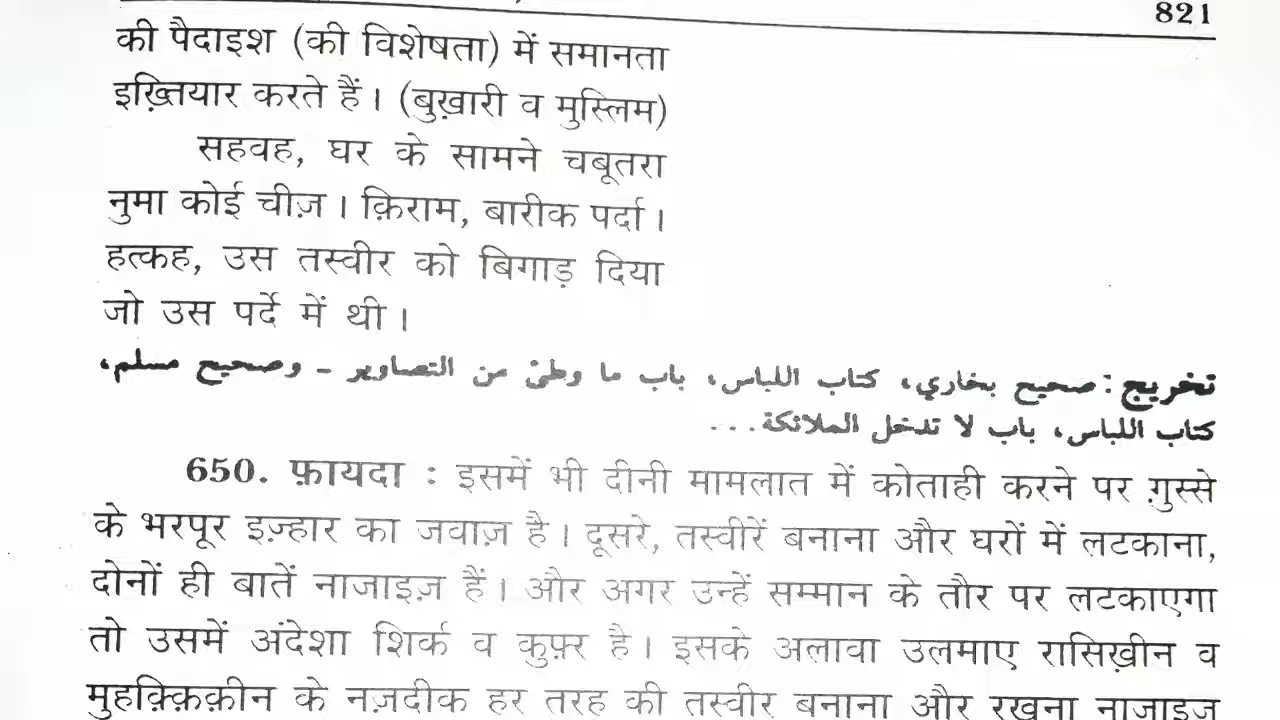 821
की पैदाइश (की विशेषता) में समानता
इख़्तियार करते हैं। (बुख़ारी व मुस्लिम)
सहवह, घर के सामने चबूतरा
नुमा कोई चीज़। क़िराम, बारीक पर्दा।
हत्कह, उस तस्वीर को बिगाड़ दिया
जो उस पर्दे में थी।
تخريج: صحيح بخاري، كتاب اللباس، باب ما وطئ من التصاوير - وصحيح مسلم،
كتاب اللباس، باب لا تدخل الملائكة...
650. फ़ायदा : इसमें भी दीनी मामलात में कोताही करने पर ग़ुस्से
के भरपूर इज़्हार का जवाज़ है। दूसरे, तस्वीरें बनाना और घरों में लटकाना,
दोनों ही बातें नाजाइज़ हैं। और अगर उन्हें सम्मान के तौर पर लटकाएगा
तो उसमें अंदेशा शिर्क व कुफ़्र है। इसके अलावा उलमाए रासिख़ीन व
मुहक़्क़िक़ीन के नज़दीक हर तरह की तस्वीर बनाना और रखना नाजाइज़